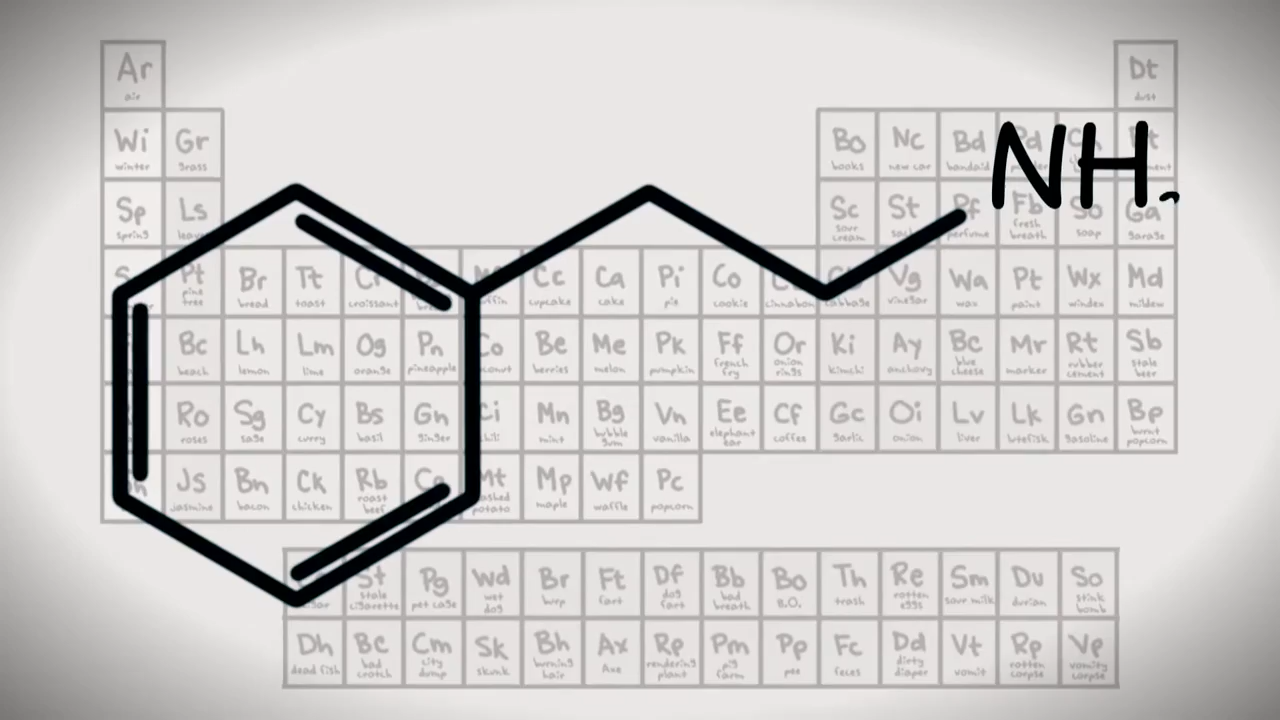 NH
Ar
Dt
air
dust
Wi Gr Bo Nc Bd
winter grass books new car bandaid
Sp Ls Sc St Pf Fb So Ga
spring sour cream fresh breath perfume soap garage
Pt Br Tt Cc Ca Pi Co Vg Wa Pt Wx Md
pine tree bread toast croissant cupcake cake pie cookie vinegar wax paint windex mildew
Bc Lh Lm Og Pn Co Be Me Pk Ff Or Ki Ay Bc Mr Rt Sb
beach lemon lime orange pineapple berries melon pumpkin french fry onion rings kimchi anchovy blue cheese marker rubber cement stale beer
Ro Sg Cy Bs Gn Ci Mn Bg Vn Ee Cf Gc Oi Lv Lk Gn Bp
roses sage curry basil ginger mint bubble gum vanilla elephant ear coffee garlic onion liver lutefisk gasoline burnt popcorn
Js Bn Ck Rb Mt Mp Wf Pc
jasmine bacon chicken roast beef potato maple waffle popcorn
St Pg Wd Br Ft Df Bb Bo Th Re Sm Du So
stale cigarette pet cage wet dog burp fart dog fart bad breath B.O. trash rotten eggs sour milk durian stink bomb
Dh Bc Cm Sk Bh Ax Rp Pm Pp Fc Dd Vt Rp Vp
dead fish bad crotch city dump skunk burning hair Axe rendering plant pig farm pee feces dirty diaper vomit rotten corpse vomity corpse